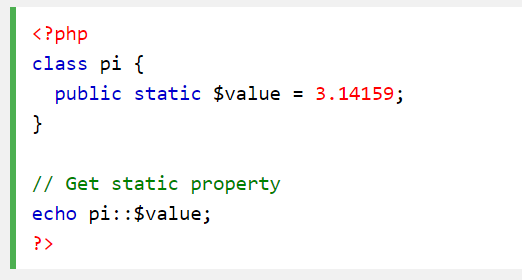 <?php
class pi {
  public static $value = 3.14159;
}

// Get static property
echo pi::$value;
?>